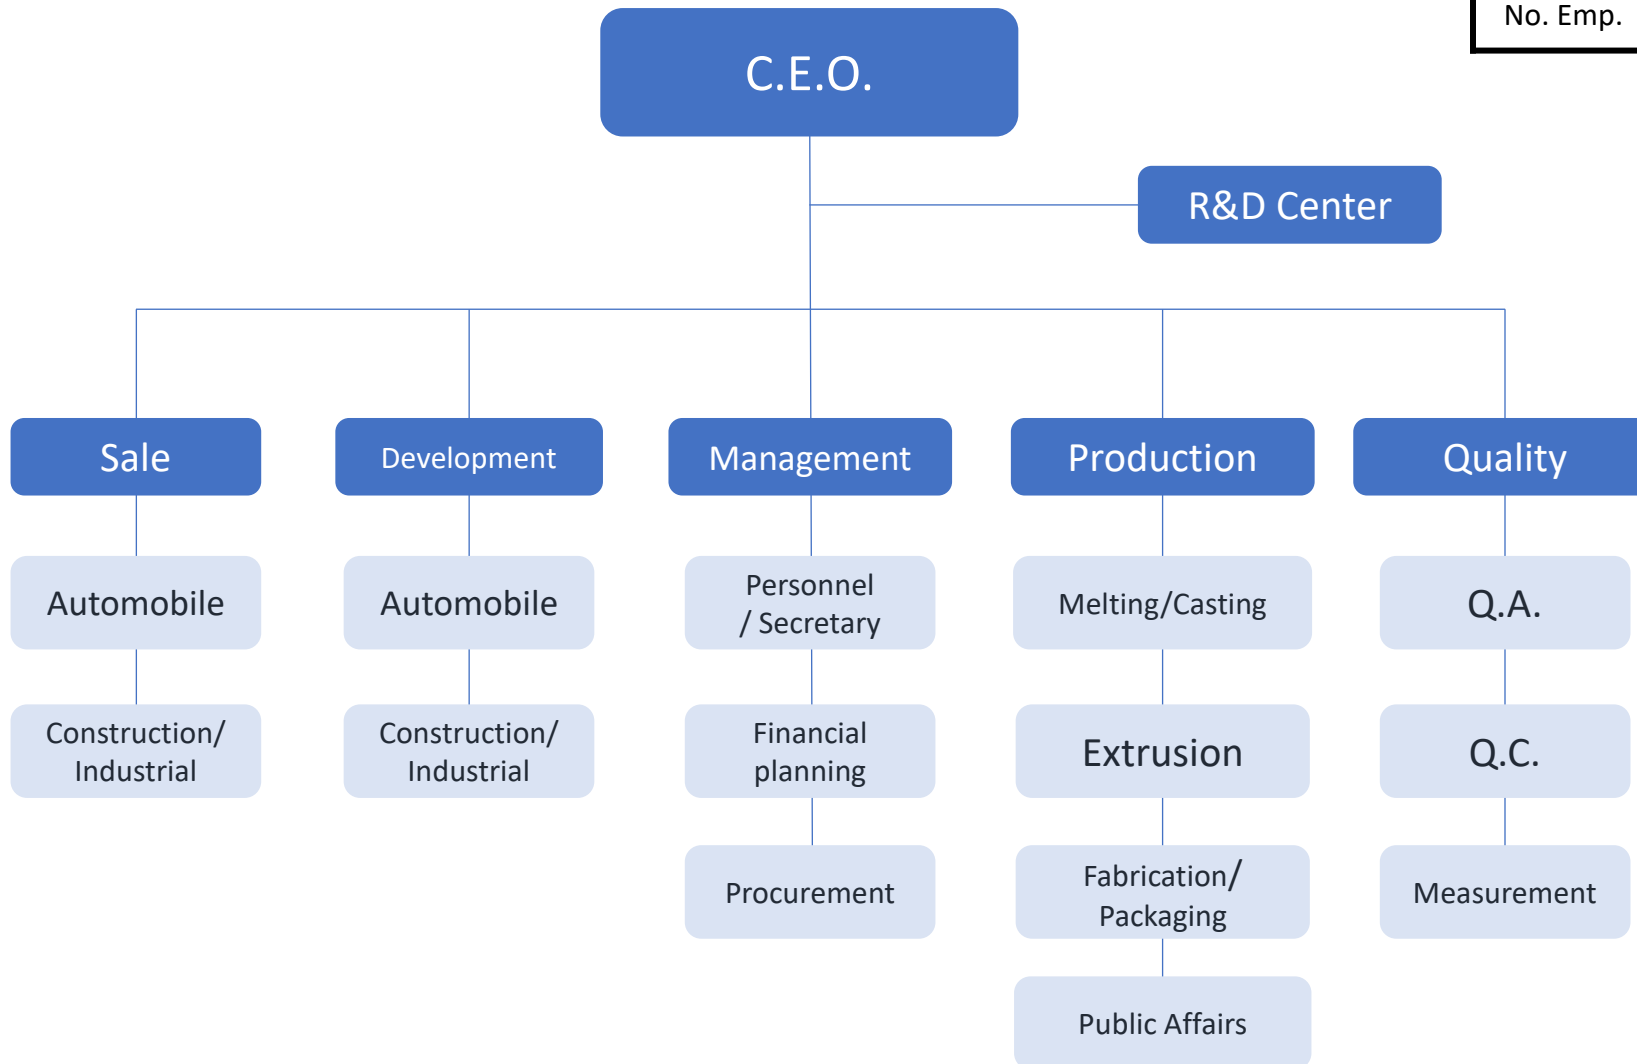 No. Emp.
C.E.O.
R&D Center
Sale
Development
Management
Production
Quality
Automobile
Automobile
Personnel
/ Secretary
Melting/Casting
Q.A.
Construction/
Industrial
Construction/
Industrial
Financial
planning
Extrusion
Q.C.
Procurement
Fabrication/
Packaging
Measurement
Public Affairs